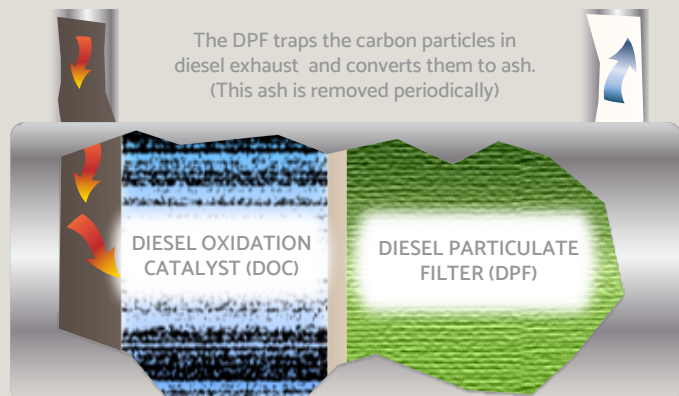 The DPF traps the carbon particles in
diesel exhaust and converts them to ash.
(This ash is removed periodically)
DIESEL OXIDATION
CATALYST (DOC)
DIESEL PARTICULATE
FILTER (DPF)